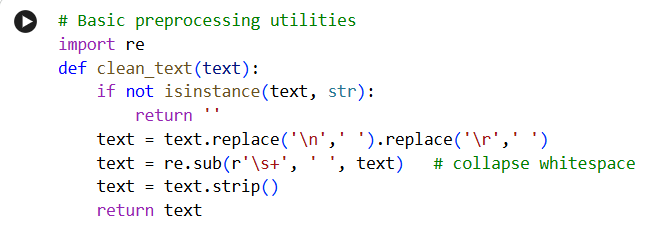 # Basic preprocessing utilities
import re
def clean_text(text):
    if not isinstance(text, str):
        return ''
    text = text.replace('\n',' ').replace('\r',' ')
    text = re.sub(r'\s+', ' ', text)   # collapse whitespace
    text = text.strip()
    return text